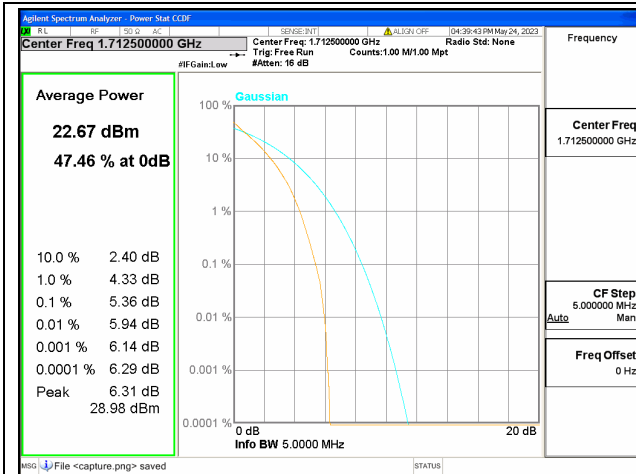 Agilent Spectrum Analyzer - Power Stat CCDF
RL RF 50 Ω AC SENSE:INT ALIGN OFF 04:39:43 PM May 24, 2023
Center Freq 1.712500000 GHz
Center Freq: 1.712500000 GHz Radio Std: None
Trig: Free Run Counts:1.00 M/1.00 Mpt
#IFGain:Low #Atten: 16 dB
Frequency
Average Power
22.67 dBm
47.46 % at 0dB
10.0 % 2.40 dB
1.0 % 4.33 dB
0.1 % 5.36 dB
0.01 % 5.94 dB
0.001 % 6.14 dB
0.0001 % 6.29 dB
Peak 6.31 dB
28.98 dBm
Gaussian
100 %
10 %
1 %
0.1 %
0.01 %
0.001 %
0.0001 %
0 dB 20 dB
Info BW 5.0000 MHz
Center Freq
1.712500000 GHz
CF Step
5.000000 MHz
Auto Man
Freq Offset
0 Hz
MSG File <capture.png> saved STATUS